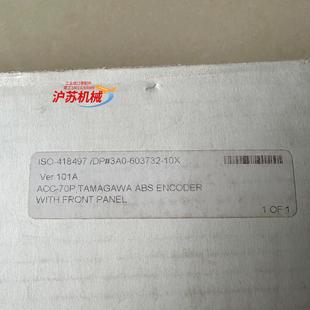 沪苏机械
ISO-418497 /DP#3A0-603732-10X
Ver 101A
ACC-70P TAMAGAWA ABS ENCODER
WITH FRONT PANEL
1 OF 1